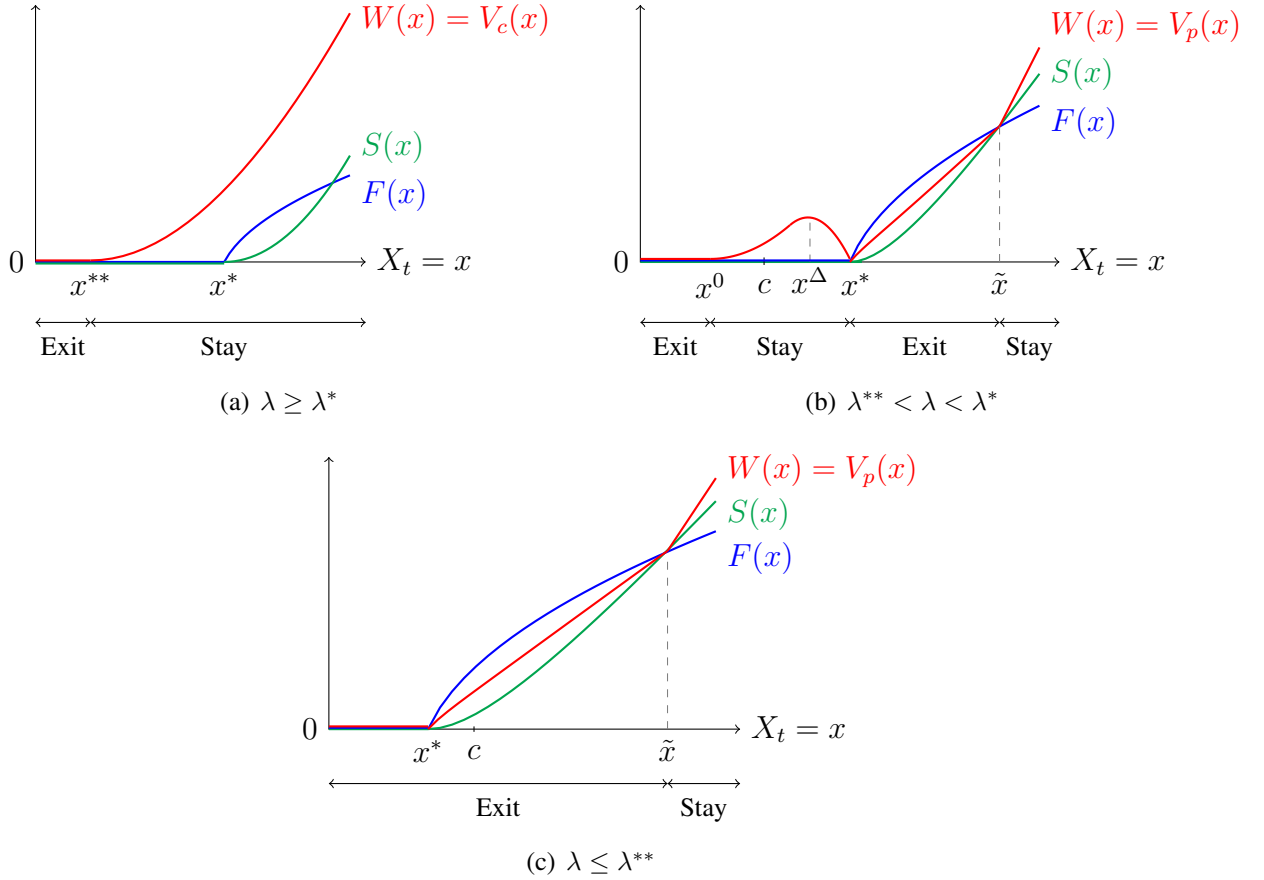 W(x) = V_c(x)
S(x)
F(x)
0
X_t = x
x^{**}
x^*
Exit
Stay
(a) λ ≥ λ^*
W(x) = V_p(x)
S(x)
F(x)
0
X_t = x
x^0
c
x^Δ
x^*
x̃
Exit
Stay
Exit
Stay
(b) λ^{**} < λ < λ^*
W(x) = V_p(x)
S(x)
F(x)
0
X_t = x
x^*
c
x̃
Exit
Stay
(c) λ ≤ λ^{**}